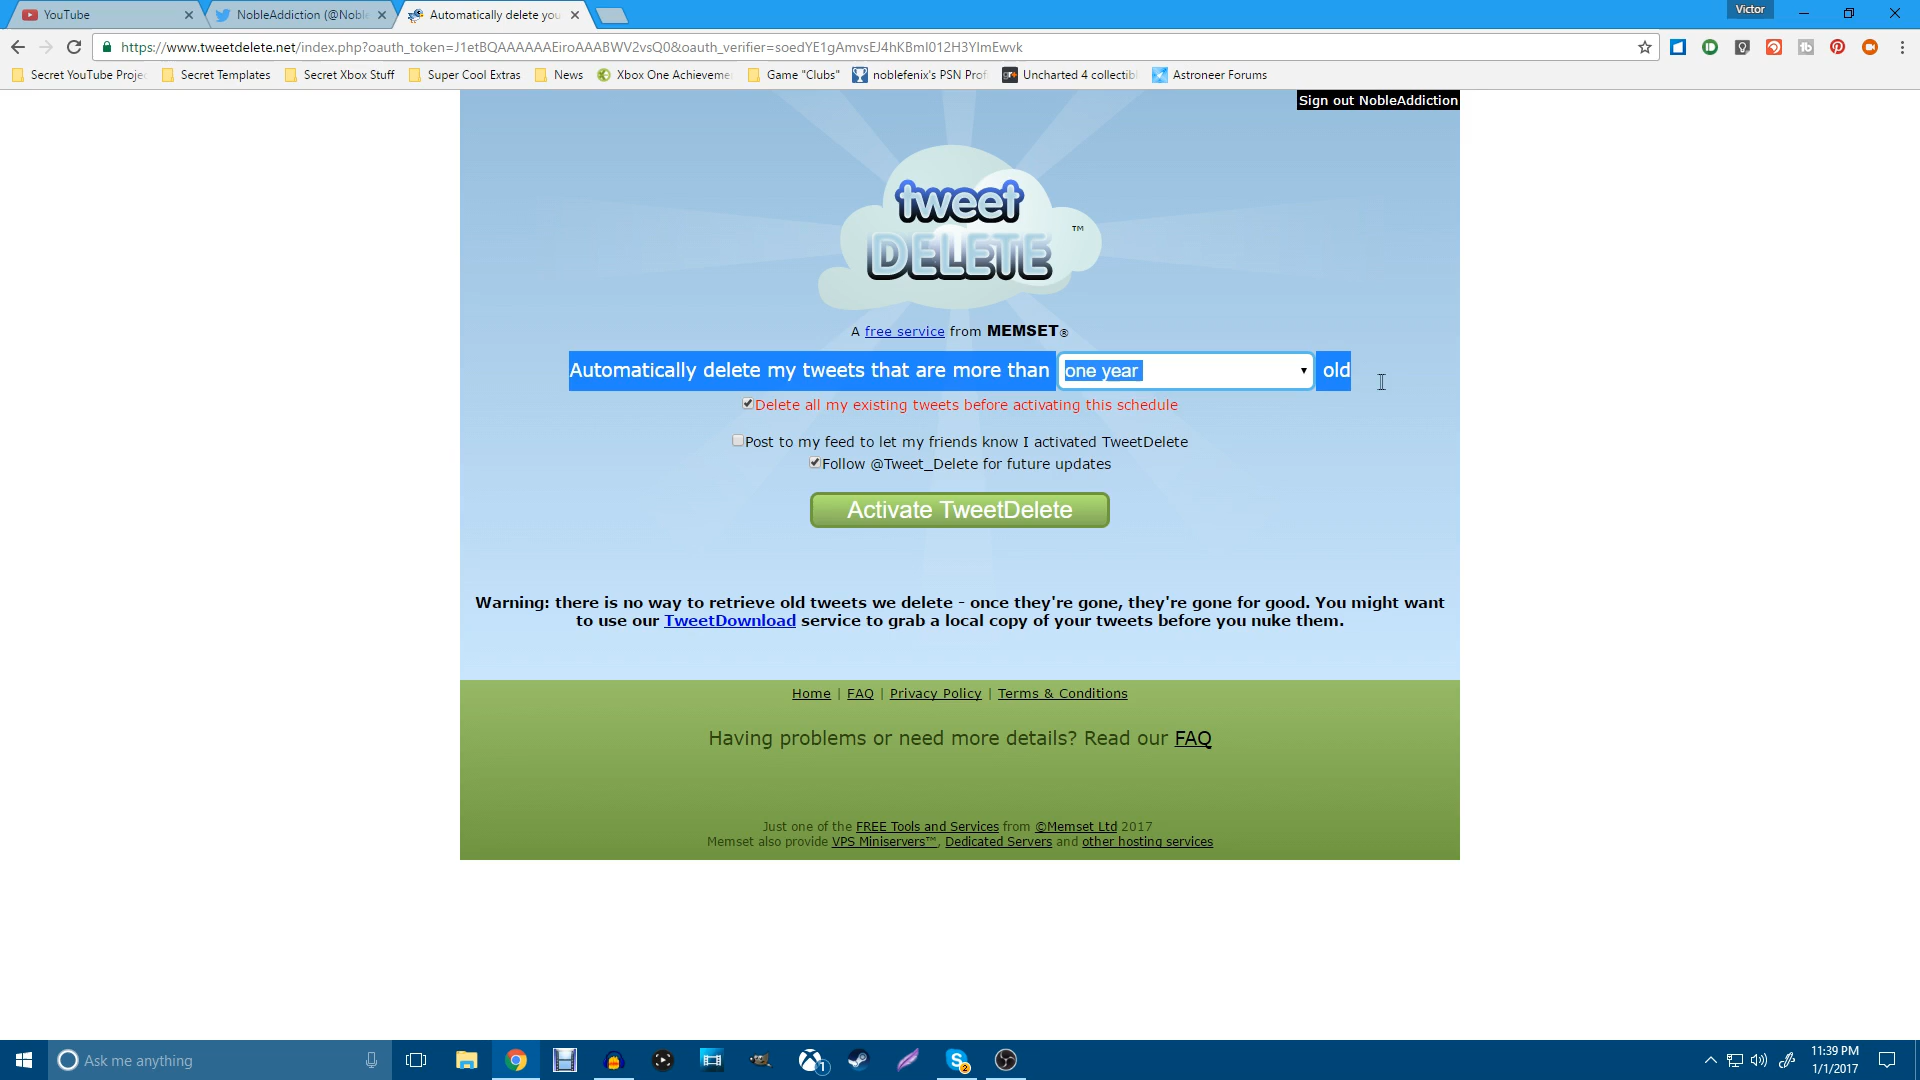 YouTube
NobleAddiction (@Noble
Automatically delete you
Victor
https://www.tweetdelete.net/index.php?oauth_token=J1etBQAAAAAAEiroAAABWV2vsQ0&oauth_verifier=soedYE1gAmvsEJ4hKBmI012H3YlmEwvk
Secret YouTube Proje
Secret Templates
Secret Xbox Stuff
Super Cool Extras
News
Xbox One Achieveme
Game "Clubs"
noblefenix's PSN Prof
Uncharted 4 collectib
Astroneer Forums
Sign out NobleAddiction
tweet
DELETE ™
A free service from MEMSET®
Automatically delete my tweets that are more than one year old
Delete all my existing tweets before activating this schedule
Post to my feed to let my friends know I activated TweetDelete
Follow @Tweet_Delete for future updates
Activate TweetDelete
Warning: there is no way to retrieve old tweets we delete - once they're gone, they're gone for good. You might want
to use our TweetDownload service to grab a local copy of your tweets before you nuke them.
Home | FAQ | Privacy Policy | Terms & Conditions
Having problems or need more details? Read our FAQ
Just one of the FREE Tools and Services from ©Memset Ltd 2017
Memset also provide VPS Miniservers™, Dedicated Servers and other hosting services
Ask me anything
1
2
11:39 PM
1/1/2017